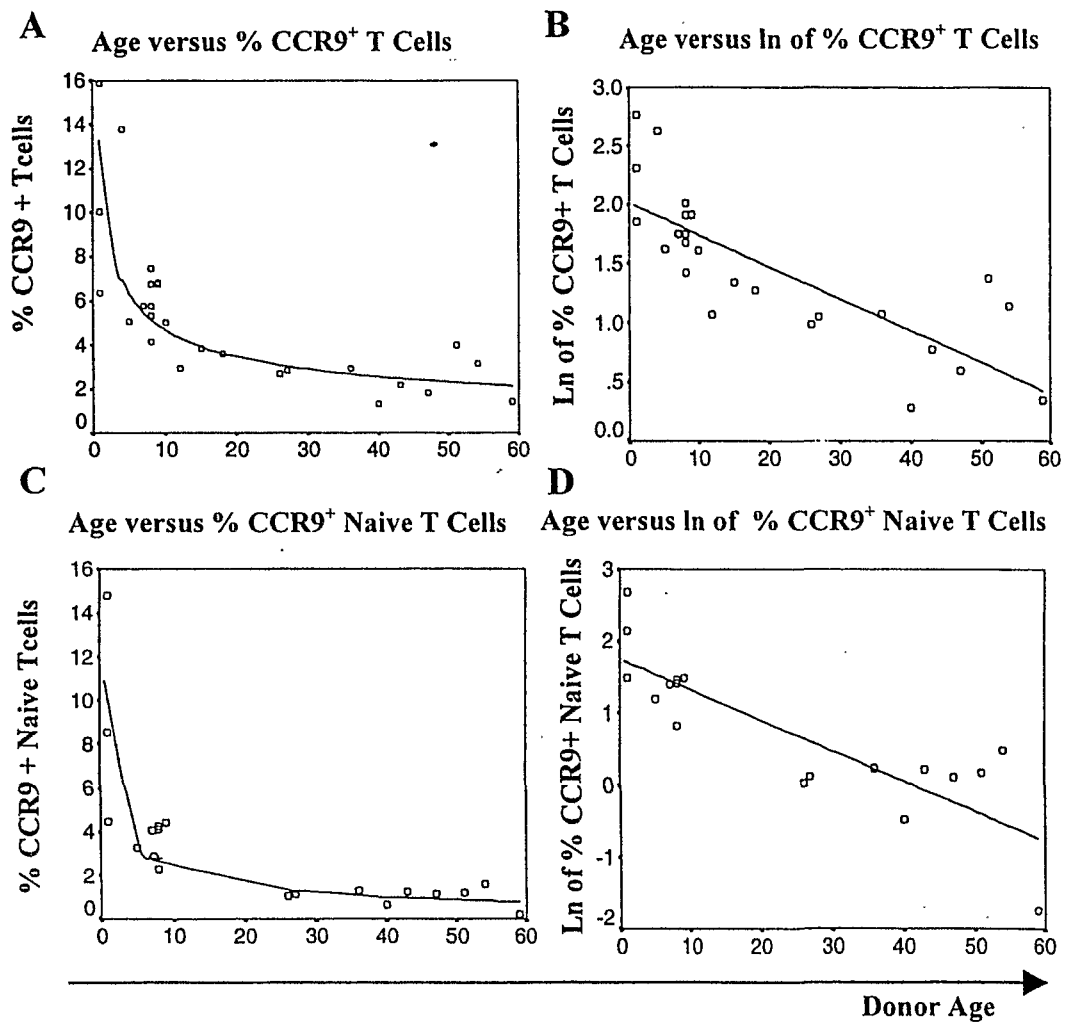 A
Age versus % CCR9+ T Cells
% CCR9 + Tcells
16
14
12
10
8
6
4
2
0
0 10 20 30 40 50 60
B
Age versus ln of % CCR9+ T Cells
Ln of % CCR9+ T Cells
3.0
2.5
2.0
1.5
1.0
.5
0.0
0 10 20 30 40 50 60
C
Age versus % CCR9+ Naive T Cells
% CCR9 + Naive Tcells
16
14
12
10
8
6
4
2
0
0 10 20 30 40 50 60
D
Age versus ln of % CCR9+ Naive T Cells
Ln of % CCR9+ Naive T Cells
3
2
1
0
-1
-2
0 10 20 30 40 50 60
Donor Age